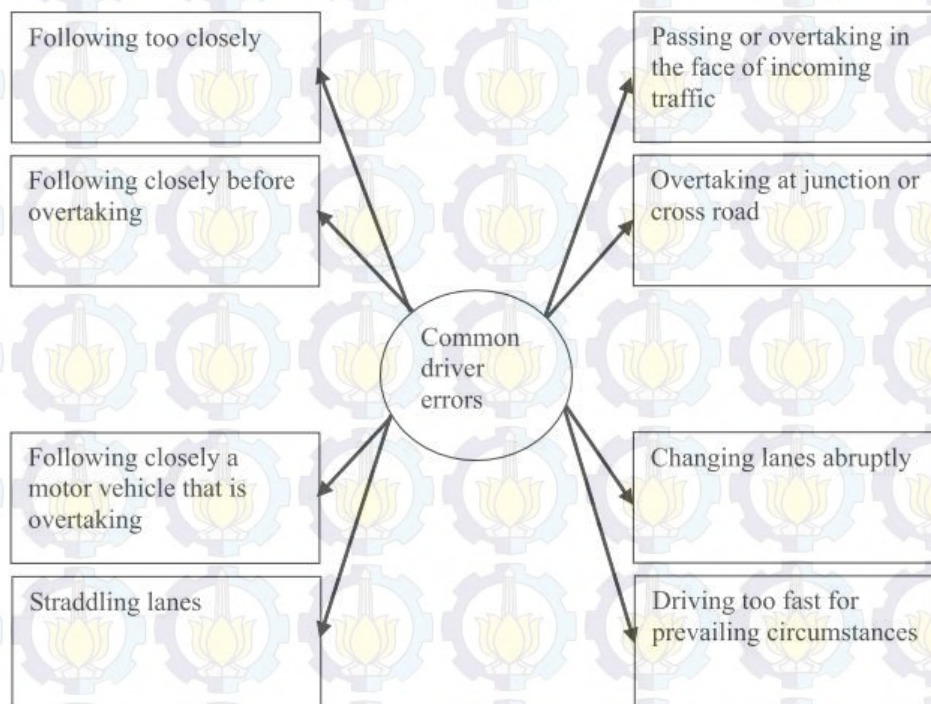 Following too closely
Passing or overtaking in
the face of incoming
traffic
Following closely before
overtaking
Overtaking at junction or
cross road
Common
driver
errors
Following closely a
motor vehicle that is
overtaking
Changing lanes abruptly
Straddling lanes
Driving too fast for
prevailing circumstances